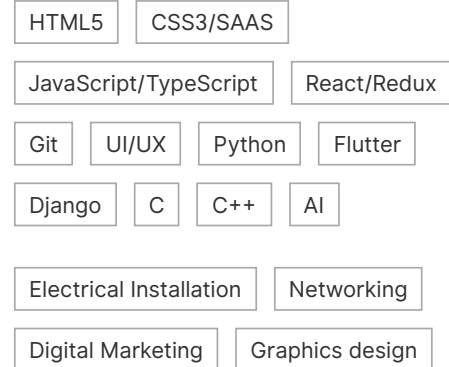 HTML5 CSS3/SAAS
JavaScript/TypeScript React/Redux
Git UI/UX Python Flutter
Django C C++ AI
Electrical Installation Networking
Digital Marketing Graphics design